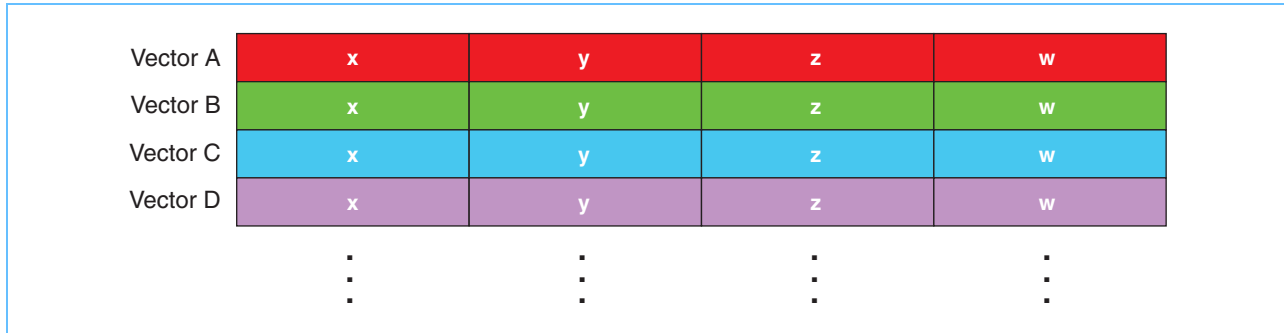 Vector A x y z w
Vector B x y z w
Vector C x y z w
Vector D x y z w